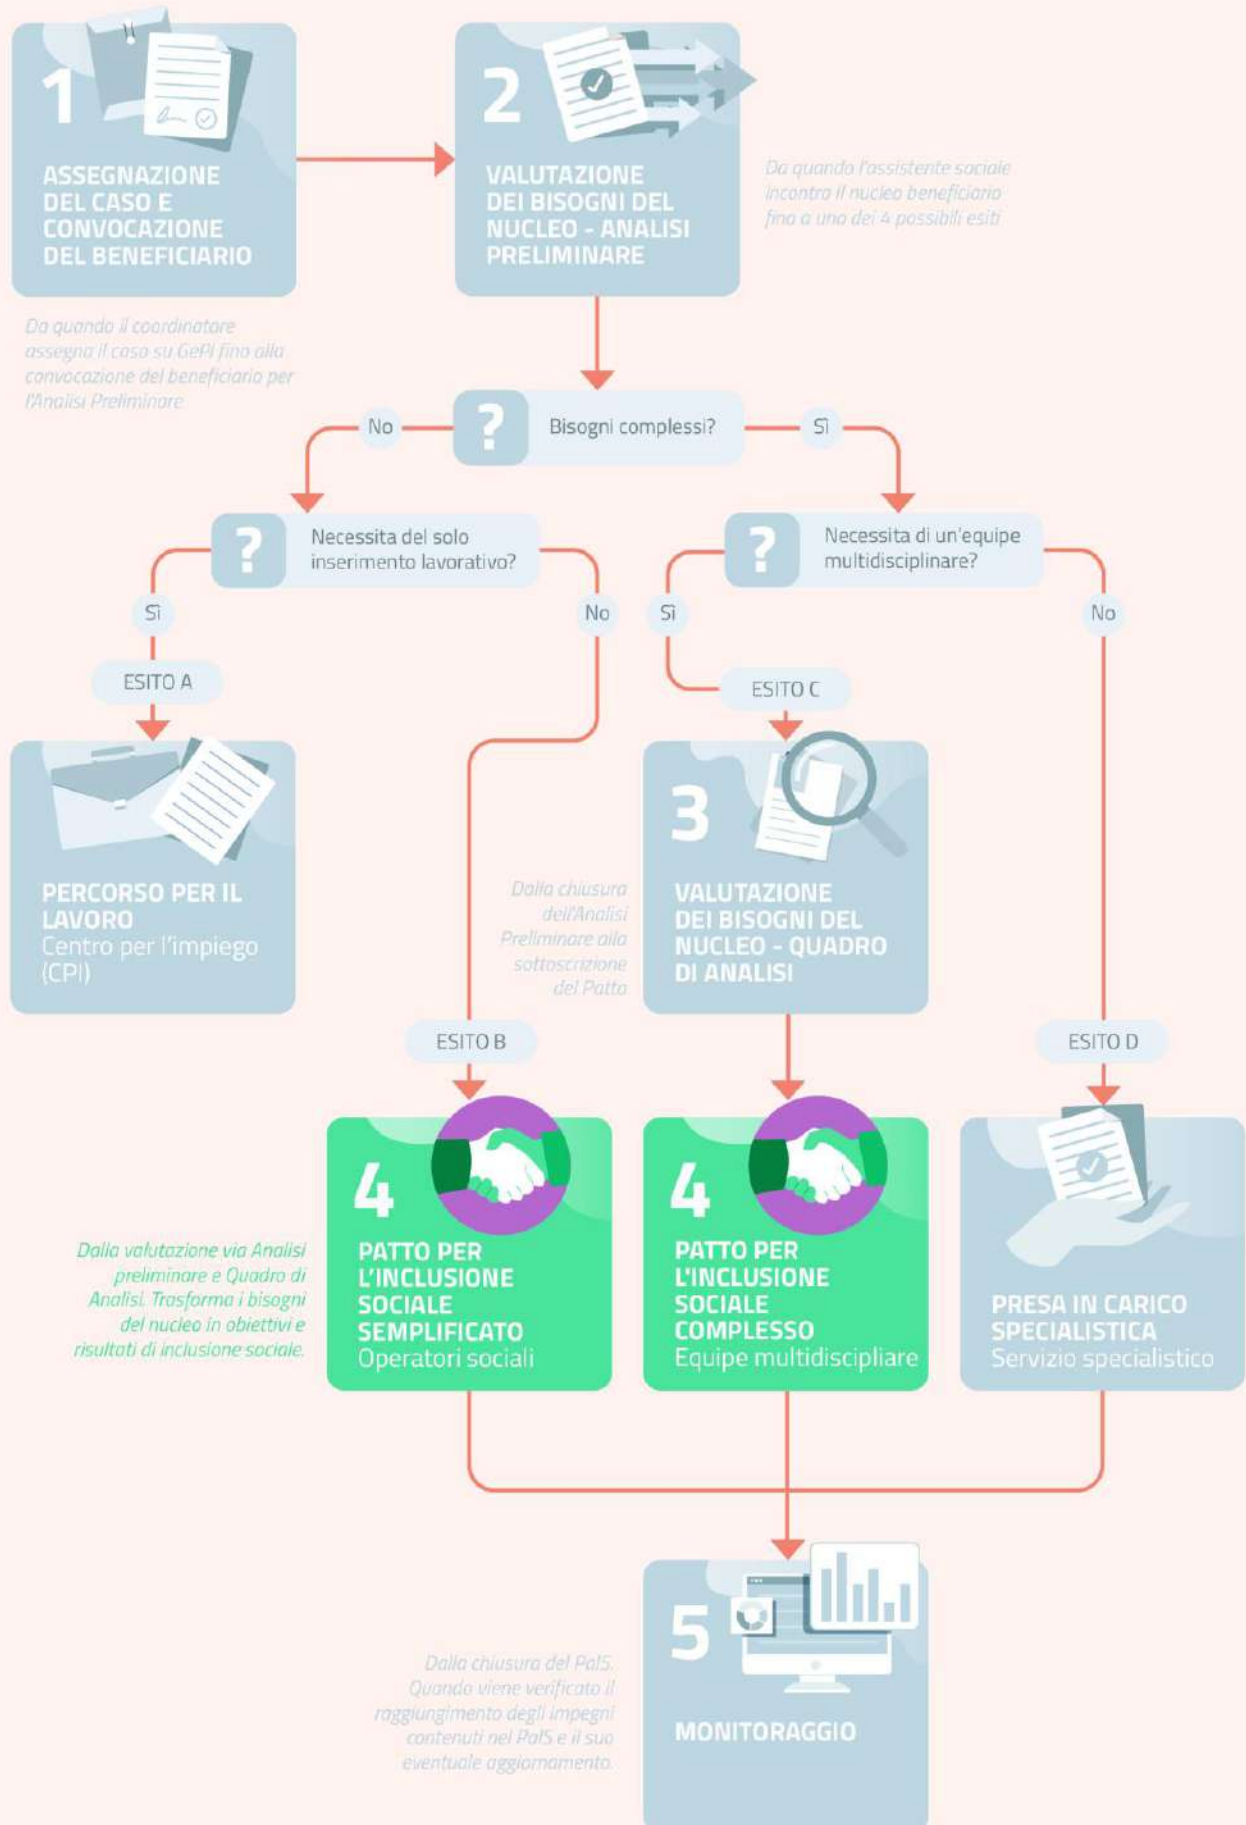 1
ASSEGNAZIONE
DEL CASO E
CONVOCAZIONE
DEL BENEFICIARIO
Da quando il coordinatore
assegna il caso su GePI fino alla
convocazione del beneficiario per
l'Analisi Preliminare
2
VALUTAZIONE
DEI BISOGNI DEL
NUCLEO - ANALISI
PRELIMINARE
Da quando l'assistente sociale
incontra il nucleo beneficiario
fino a uno dei 4 possibili esiti
?
Bisogni complessi?
No
Sì
?
Necessita del solo
inserimento lavorativo?
Sì
No
?
Necessita di un'equipe
multidisciplinare?
Sì
No
ESITO A
ESITO C
PERCORSO PER IL
LAVORO
Centro per l'impiego
(CPI)
Dalla chiusura
dell'Analisi
Preliminare alla
sottoscrizione
del Patto
3
VALUTAZIONE
DEI BISOGNI DEL
NUCLEO - QUADRO
DI ANALISI
ESITO B
ESITO D
Dalla valutazione via Analisi
preliminare e Quadro di
Analisi. Trasforma i bisogni
del nucleo in obiettivi e
risultati di inclusione sociale.
4
PATTO PER
L'INCLUSIONE
SOCIALE
SEMPLIFICATO
Operatori sociali
4
PATTO PER
L'INCLUSIONE
SOCIALE
COMPLESSO
Equipe multidiscipliare
PRESA IN CARICO
SPECIALISTICA
Servizio specialistico
Dalla chiusura del PaIS.
Quando viene verificato il
raggiungimento degli impegni
contenuti nel PaIS e il suo
eventuale aggiornamento.
5
MONITORAGGIO